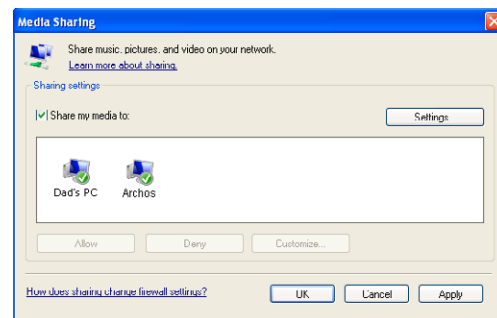 Media Sharing
Share music, pictures, and video on your network.
Learn more about sharing.
Sharing settings
Share my media to:
Settings
Dad's PC
Archos
Allow
Deny
Customize...
How does sharing change firewall settings?
OK
Cancel
Apply